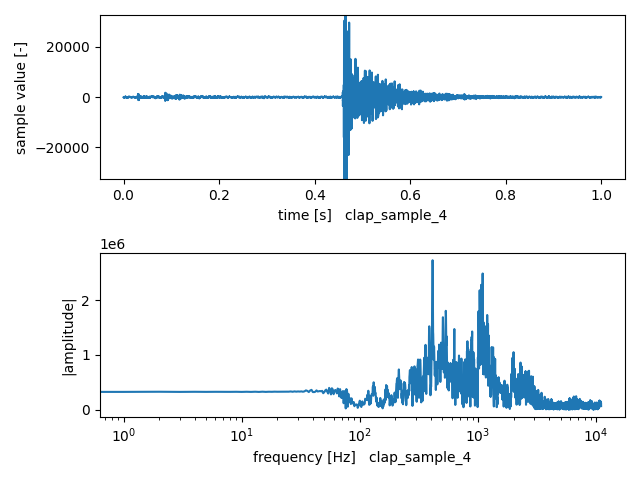 20000
0
−20000
sample value [-]
0.0 0.2 0.4 0.6 0.8 1.0
time [s] clap_sample_4
1e6
2
1
0
|amplitude|
10⁰ 10¹ 10² 10³ 10⁴
frequency [Hz] clap_sample_4